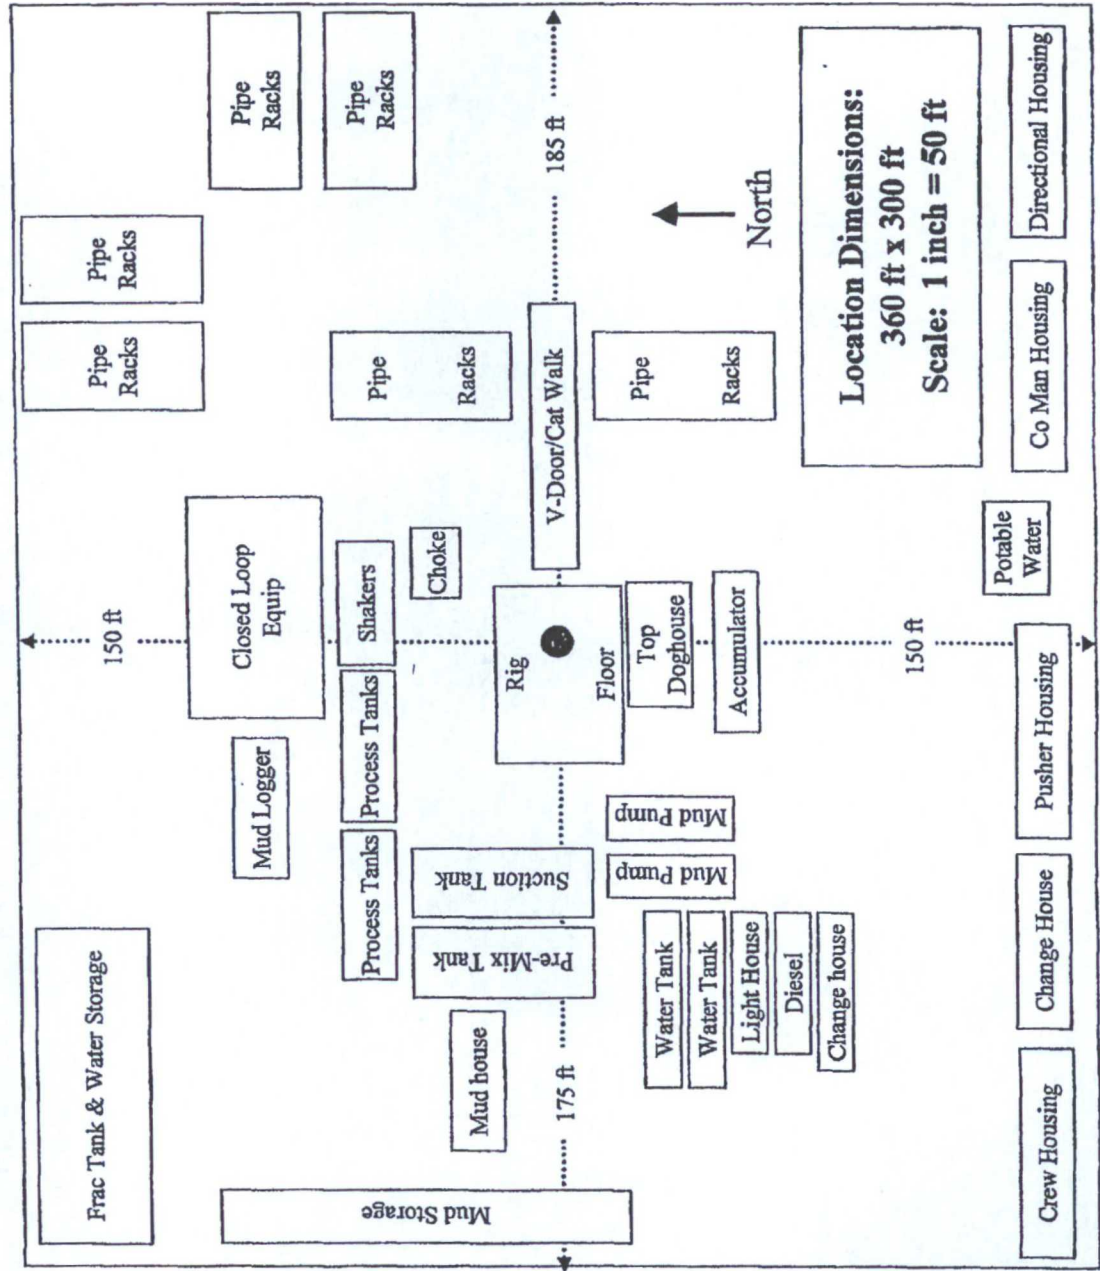 Frac Tank & Water Storage
Pipe
Racks
Pipe
Racks
150 ft
Mud Logger
Closed Loop
Equip
Pipe
Racks
Pipe
Racks
Process Tanks
Process Tanks
Shakers
Choke
Mud Storage
Mud house
Pre-Mix Tank
Suction Tank
Rig
Floor
Pipe
Racks
175 ft
V-Door/Cat Walk
185 ft
Mud Pump
Mud Pump
Top
Doghouse
Pipe
Racks
Water Tank
Water Tank
Light House
Diesel
Change house
Accumulator
North
150 ft
Location Dimensions:
360 ft x 300 ft
Scale: 1 inch = 50 ft
Potable
Water
Crew Housing
Change House
Pusher Housing
Co Man Housing
Directional Housing